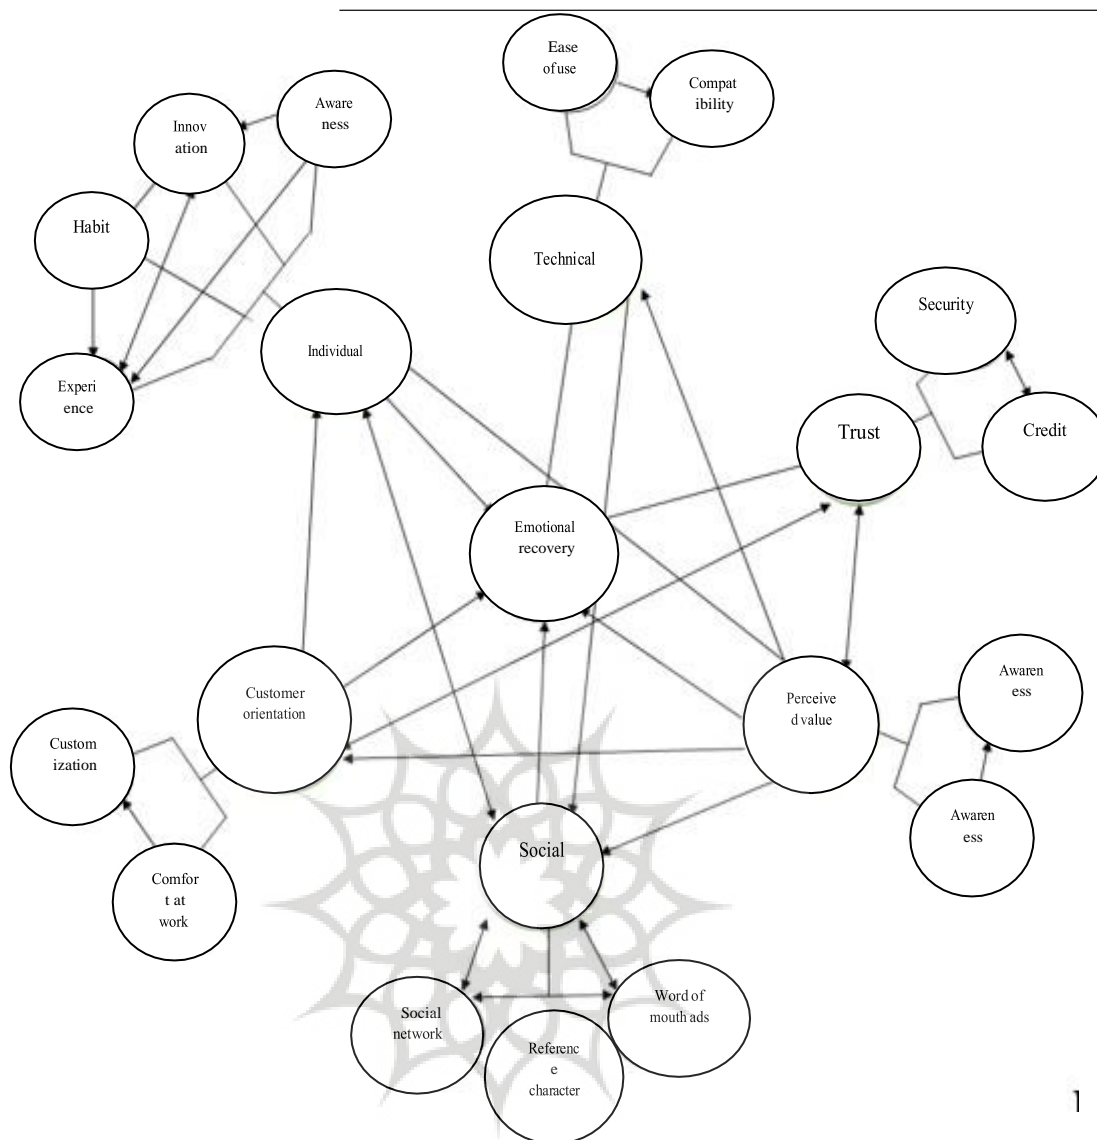 Ease
of use
Compat
ibility
Aware
ness
Innov
ation
Habit
Experi
ence
Technical
Individual
Security
Trust
Credit
Emotional
recovery
Customer
orientation
Perceive
d value
Awaren
ess
Awaren
ess
Custom
ization
Comfor
t at
work
Social
Social
network
Referenc
e
character
Word of
mouth ads
1